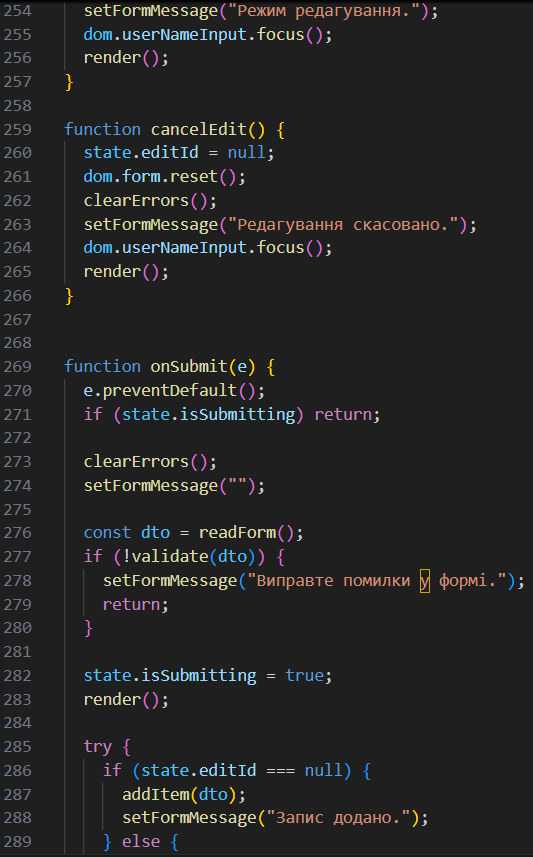 254 setFormMessage("Режим редагування.");
255 dom.userNameInput.focus();
256 render();
257 }
258
259 function cancelEdit() {
260 state.editId = null;
261 dom.form.reset();
262 clearErrors();
263 setFormMessage("Редагування скасовано.");
264 dom.userNameInput.focus();
265 render();
266 }
267
268
269 function onSubmit(e) {
270 e.preventDefault();
271 if (state.isSubmitting) return;
272
273 clearErrors();
274 setFormMessage("");
275
276 const dto = readForm();
277 if (!validate(dto)) {
278 setFormMessage("Виправте помилки у формі.");
279 return;
280 }
281
282 state.isSubmitting = true;
283 render();
284
285 try {
286 if (state.editId === null) {
287 addItem(dto);
288 setFormMessage("Запис додано.");
289 } else {